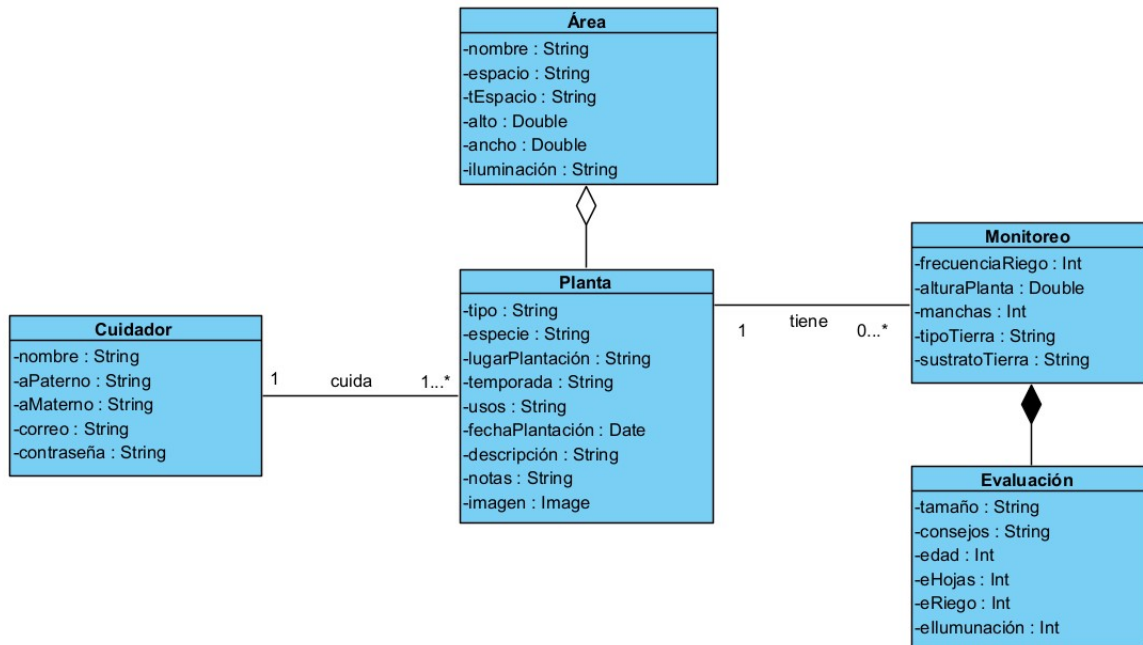 Área
-nombre : String
-espacio : String
-tEspacio : String
-alto : Double
-ancho : Double
-iluminación : String
Cuidador
-nombre : String
-aPaterno : String
-aMaterno : String
-correo : String
-contraseña : String
1
cuida
1...*
Planta
-tipo : String
-especie : String
-lugarPlantación : String
-temporada : String
-usos : String
-fechaPlantación : Date
-descripción : String
-notas : String
-imagen : Image
1
tiene
0...*
Monitoreo
-frecuenciaRiego : Int
-alturaPlanta : Double
-manchas : Int
-tipoTierra : String
-sustratoTierra : String
Evaluación
-tamaño : String
-consejos : String
-edad : Int
-eHojas : Int
-eRiego : Int
-eIlumunación : Int